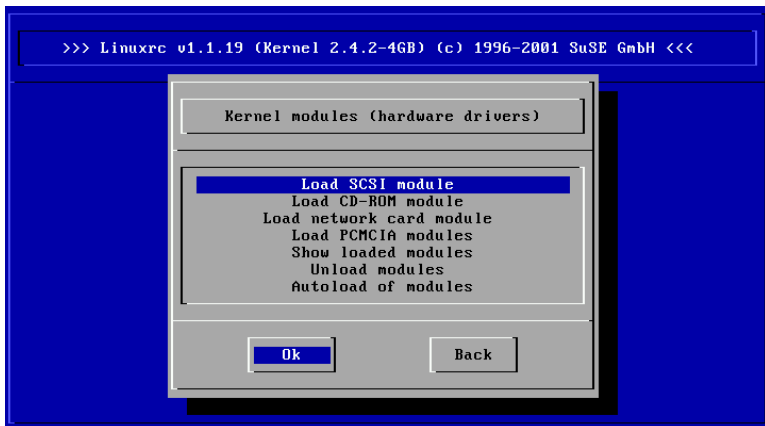 >>> Linuxrc v1.1.19 (Kernel 2.4.2-4GB) (c) 1996-2001 SuSE GmbH <<<
Kernel modules (hardware drivers)
Load SCSI module
Load CD-ROM module
Load network card module
Load PCMCIA modules
Show loaded modules
Unload modules
Autoload of modules
Ok Back